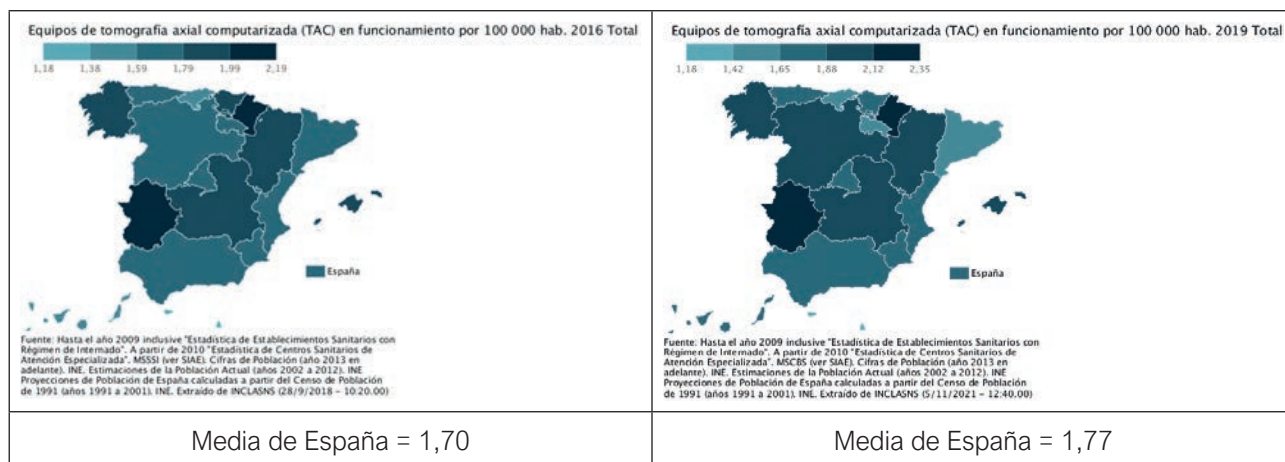 Equipos de tomografía axial computarizada (TAC) en funcionamiento por 100 000 hab. 2016 Total
1,18 1,38 1,59 1,79 1,99 2,19
España
Fuente: Hasta el año 2009 inclusive "Estadística de Establecimientos Sanitarios con
Régimen de Internado". A partir de 2010 "Estadística de Centros Sanitarios de
Atención Especializada". MSSSI (ver SIAE). Cifras de Población (año 2013 en
adelante). INE. Estimaciones de la Población Actual (años 2002 a 2012). INE
Proyecciones de Población de España calculadas a partir del Censo de Población
de 1991 (años 1991 a 2001). INE. Extraído de INCLASNS (28/9/2018 - 10:20.00)
Media de España = 1,70
Equipos de tomografía axial computarizada (TAC) en funcionamiento por 100 000 hab. 2019 Total
1,18 1,42 1,65 1,88 2,12 2,35
España
Fuente: Hasta el año 2009 inclusive "Estadística de Establecimientos Sanitarios con
Régimen de Internado". A partir de 2010 "Estadística de Centros Sanitarios de
Atención Especializada". MSCBS (ver SIAE). Cifras de Población (año 2013 en
adelante). INE. Estimaciones de la Población Actual (años 2002 a 2012). INE
Proyecciones de Población de España calculadas a partir del Censo de Población
de 1991 (años 1991 a 2001). INE. Extraído de INCLASNS (5/11/2021 - 12:40.00)
Media de España = 1,77